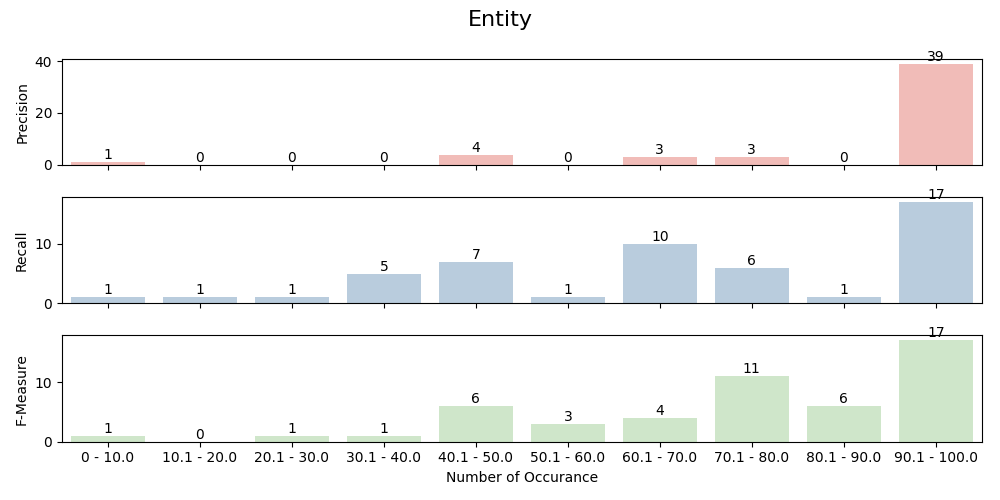 Entity
Precision
40
20
0
1 0 0 0 4 0 3 3 0 39
Recall
10
0
1 1 1 5 7 1 10 6 1 17
F-Measure
10
0
1 0 1 1 6 3 4 11 6 17
0 - 10.0 10.1 - 20.0 20.1 - 30.0 30.1 - 40.0 40.1 - 50.0 50.1 - 60.0 60.1 - 70.0 70.1 - 80.0 80.1 - 90.0 90.1 - 100.0
Number of Occurance